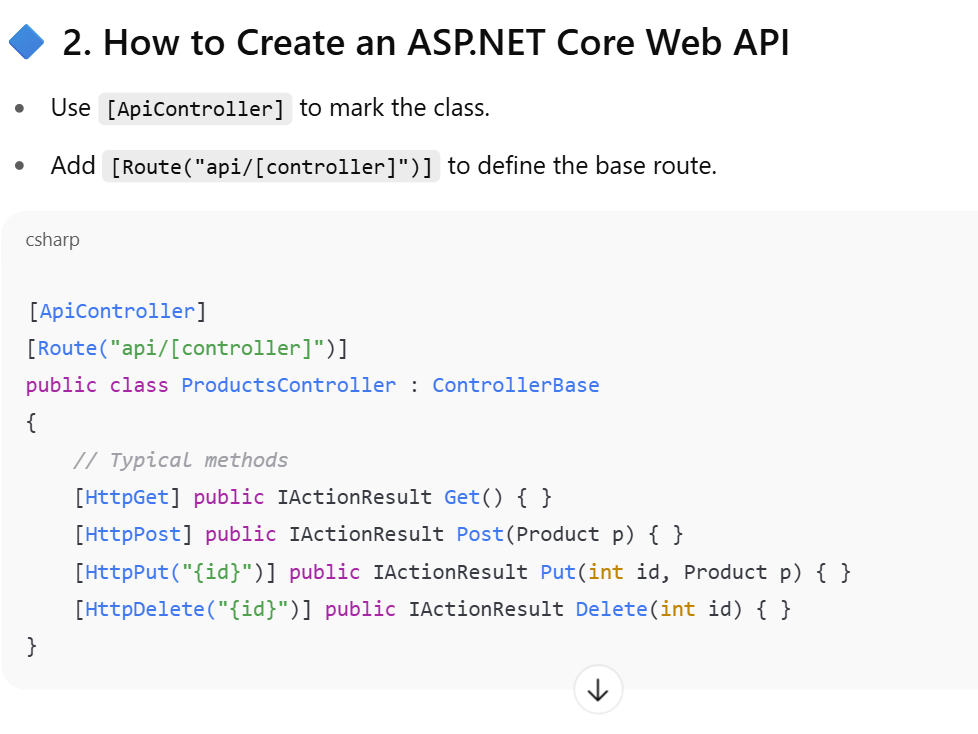 2. How to Create an ASP.NET Core Web API
• Use [ApiController] to mark the class.
• Add [Route("api/[controller]")] to define the base route.
csharp
[ApiController]
[Route("api/[controller]")]
public class ProductsController : ControllerBase
{
    // Typical methods
    [HttpGet] public IActionResult Get() { }
    [HttpPost] public IActionResult Post(Product p) { }
    [HttpPut("{id}")] public IActionResult Put(int id, Product p) { }
    [HttpDelete("{id}")] public IActionResult Delete(int id) { }
}